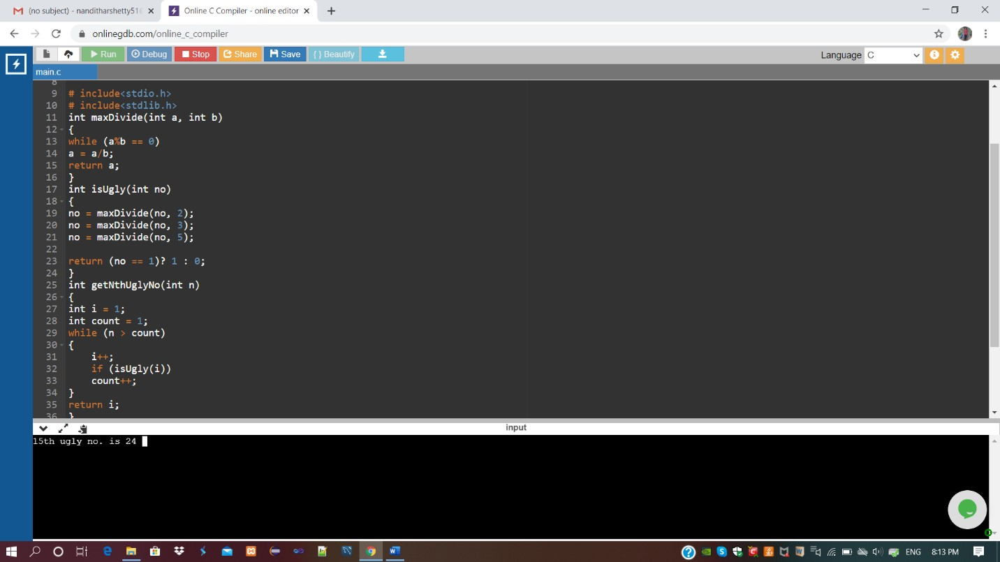 (no subject) - nanditharshetty51
Online C Compiler - online editor
onlinegdb.com/online_c_compiler
Run Debug Stop Share Save { } Beautify
Language C
main.c
8
9 # include<stdio.h>
10 # include<stdlib.h>
11 int maxDivide(int a, int b)
12 {
13 while (a%b == 0)
14 a = a/b;
15 return a;
16 }
17 int isUgly(int no)
18 {
19 no = maxDivide(no, 2);
20 no = maxDivide(no, 3);
21 no = maxDivide(no, 5);
22
23 return (no == 1)? 1 : 0;
24 }
25 int getNthUglyNo(int n)
26 {
27 int i = 1;
28 int count = 1;
29 while (n > count)
30 {
31 i++;
32 if (isUgly(i))
33 count++;
34 }
35 return i;
36 }
input
15th ugly no. is 24
ENG 8:13 PM